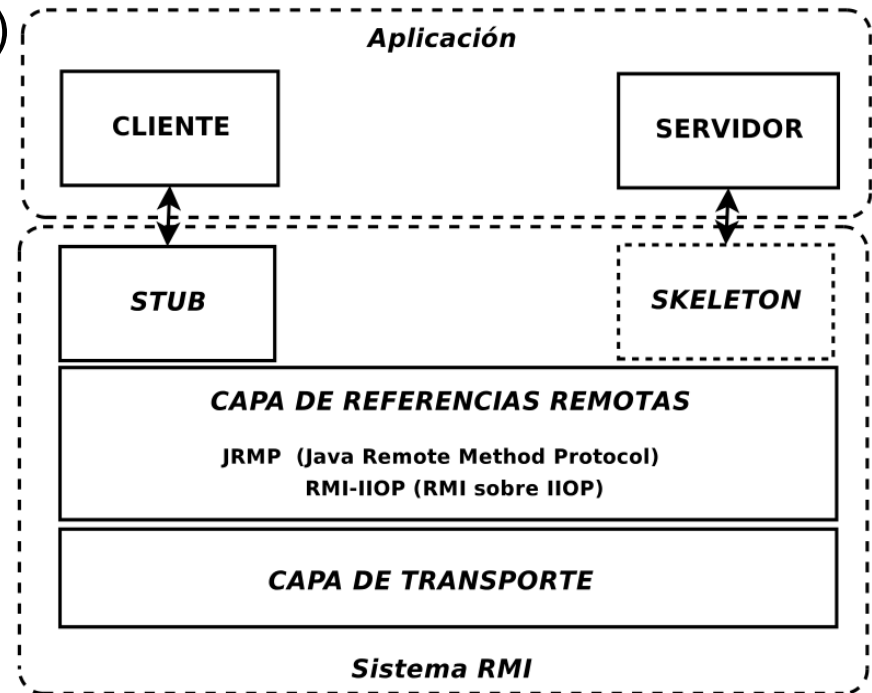 )
Aplicación
CLIENTE
SERVIDOR
STUB
SKELETON
CAPA DE REFERENCIAS REMOTAS
JRMP (Java Remote Method Protocol)
RMI-IIOP (RMI sobre IIOP)
CAPA DE TRANSPORTE
Sistema RMI